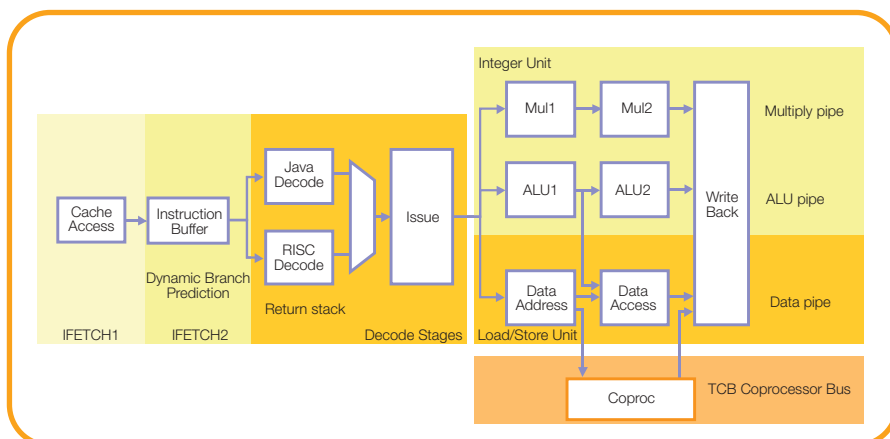 Integer Unit
Mul1
Mul2
Multiply pipe
Java
Decode
ALU1
ALU2
Write
Back
ALU pipe
Cache
Access
Instruction
Buffer
Issue
RISC
Decode
Dynamic Branch
Prediction
Return stack
Data
Address
Data
Access
Data pipe
IFETCH1
IFETCH2
Decode Stages
Load/Store Unit
Coproc
TCB Coprocessor Bus